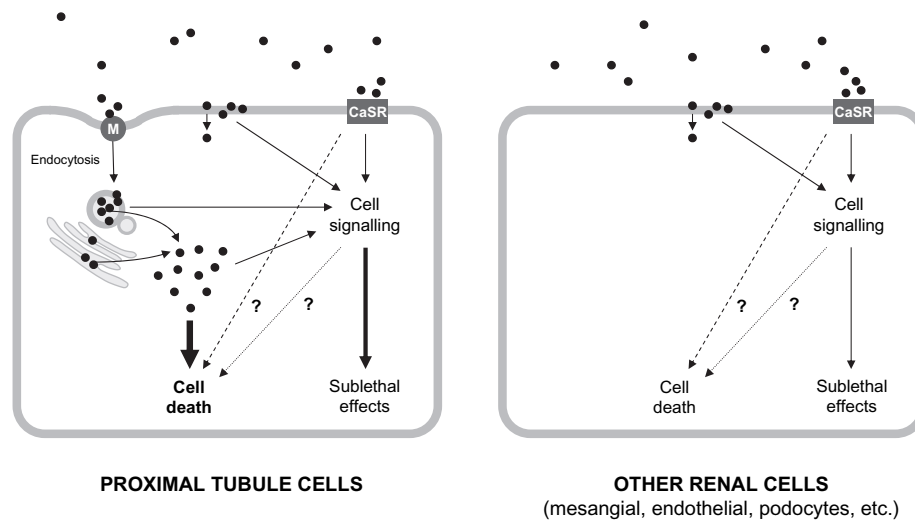 CaSR
M
Endocytosis
Cell
signalling
?
?
Cell
death
Sublethal
effects
PROXIMAL TUBULE CELLS
CaSR
Cell
signalling
?
?
Cell
death
Sublethal
effects
OTHER RENAL CELLS
(mesangial, endothelial, podocytes, etc.)